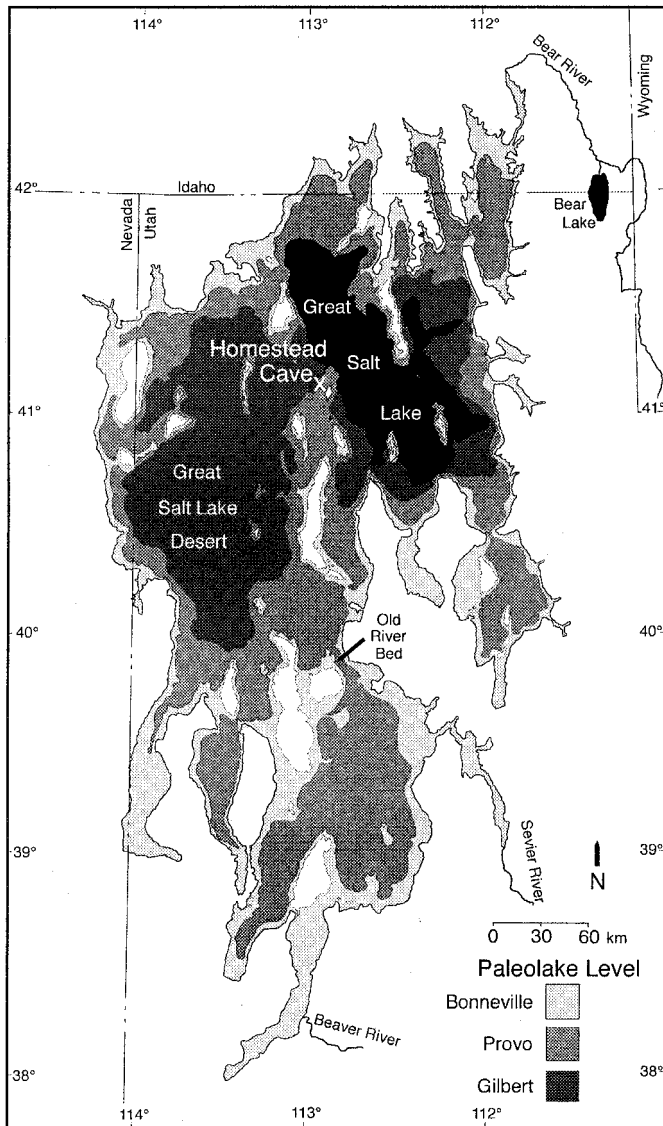 114°
113°
112°
Bear River
Wyoming
42°
Idaho
Nevada
Utah
Bear
Lake
Great
Homestead
Cave
X
Salt
Lake
41°
41°
Great
Salt Lake
Desert
40°
40°
Old
River
Bed
Sevier River
39°
39°
N
0 30 60 km
Paleolake Level
Bonneville
Provo
Gilbert
Beaver River
38°
38°
114°
113°
112°